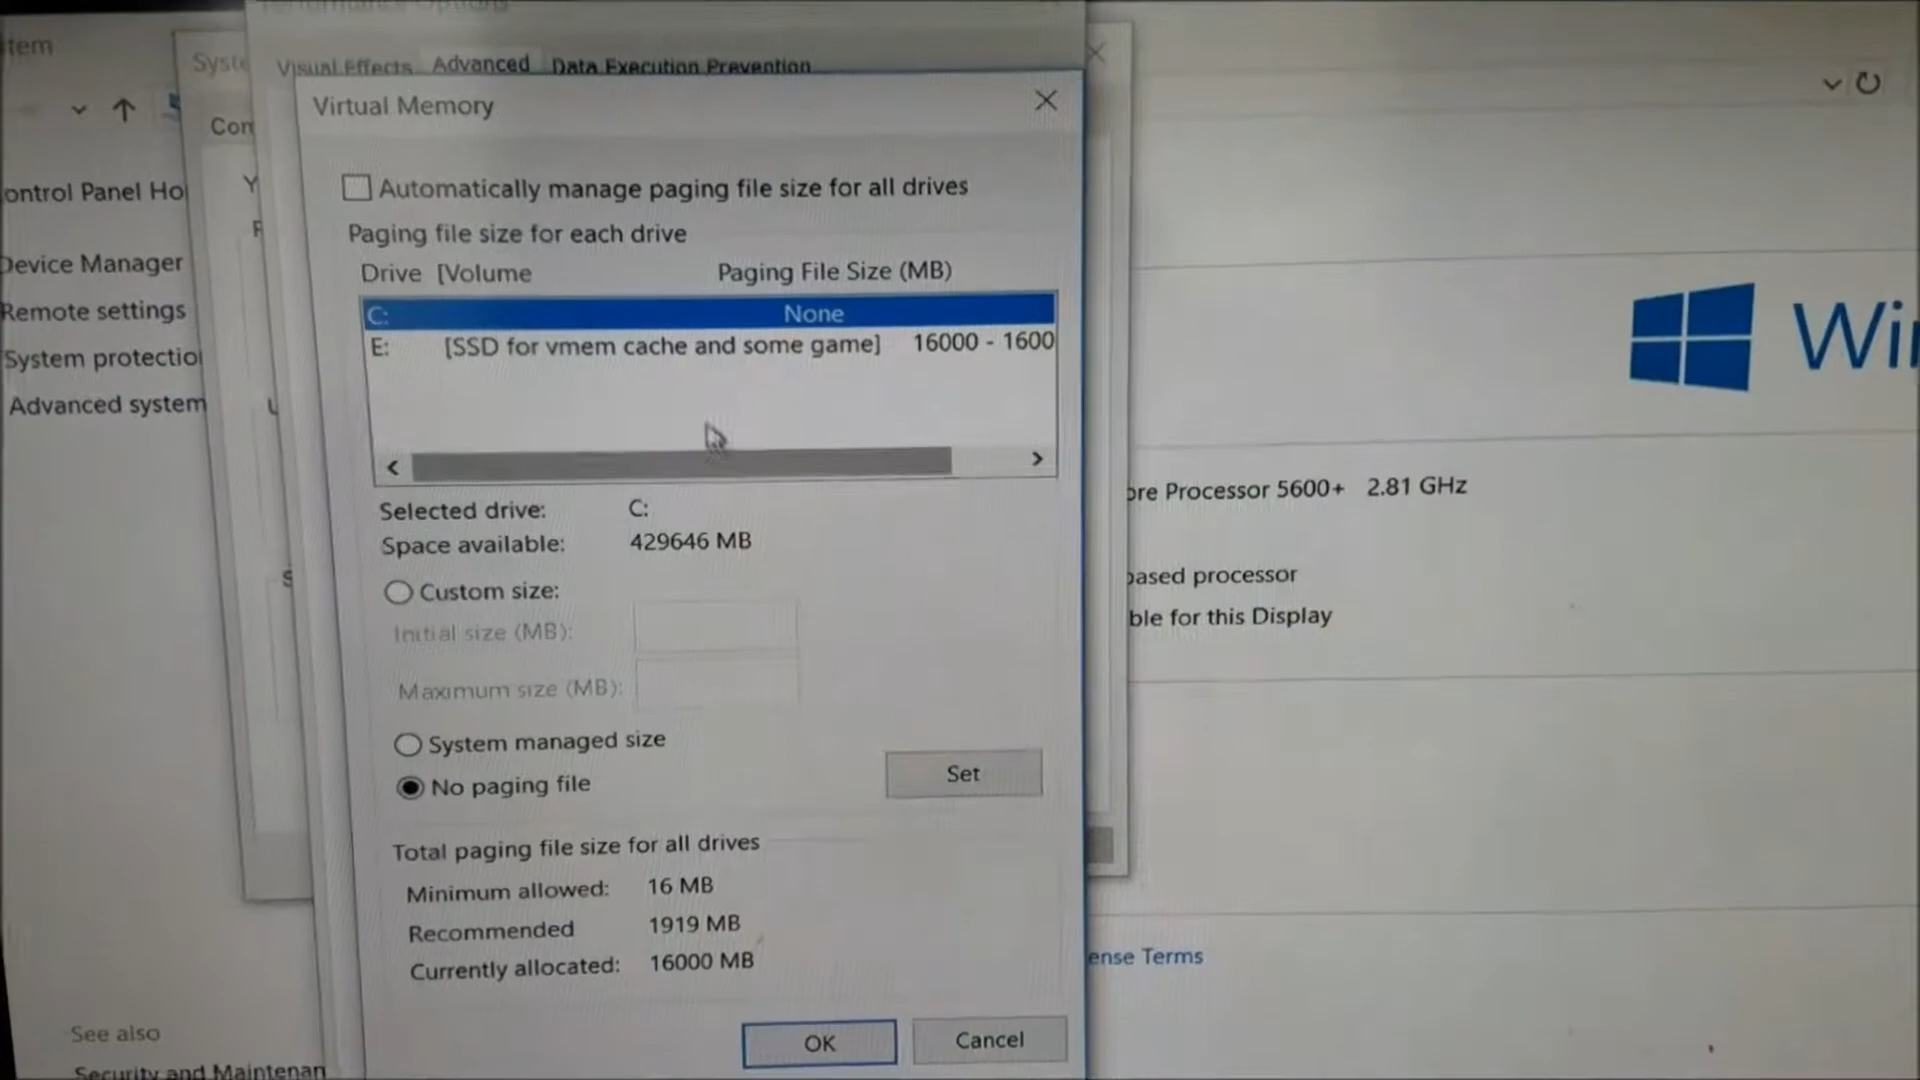 Performance Options
Visual Effects Advanced Data Execution Prevention
Virtual Memory
Automatically manage paging file size for all drives
Paging file size for each drive
Drive [Volume Paging File Size (MB)
C: None
E: [SSD for vmem cache and some game] 16000 - 1600
Selected drive: C:
Space available: 429646 MB
Custom size:
Initial size (MB):
Maximum size (MB):
System managed size
No paging file
Set
Total paging file size for all drives
Minimum allowed: 16 MB
Recommended 1919 MB
Currently allocated: 16000 MB
OK Cancel
tem
Syste
Con
ontrol Panel Ho
Device Manager
Remote settings
System protectio
Advanced system
See also
Security and Maintenan
Wi
ore Processor 5600+ 2.81 GHz
based processor
ble for this Display
ense Terms